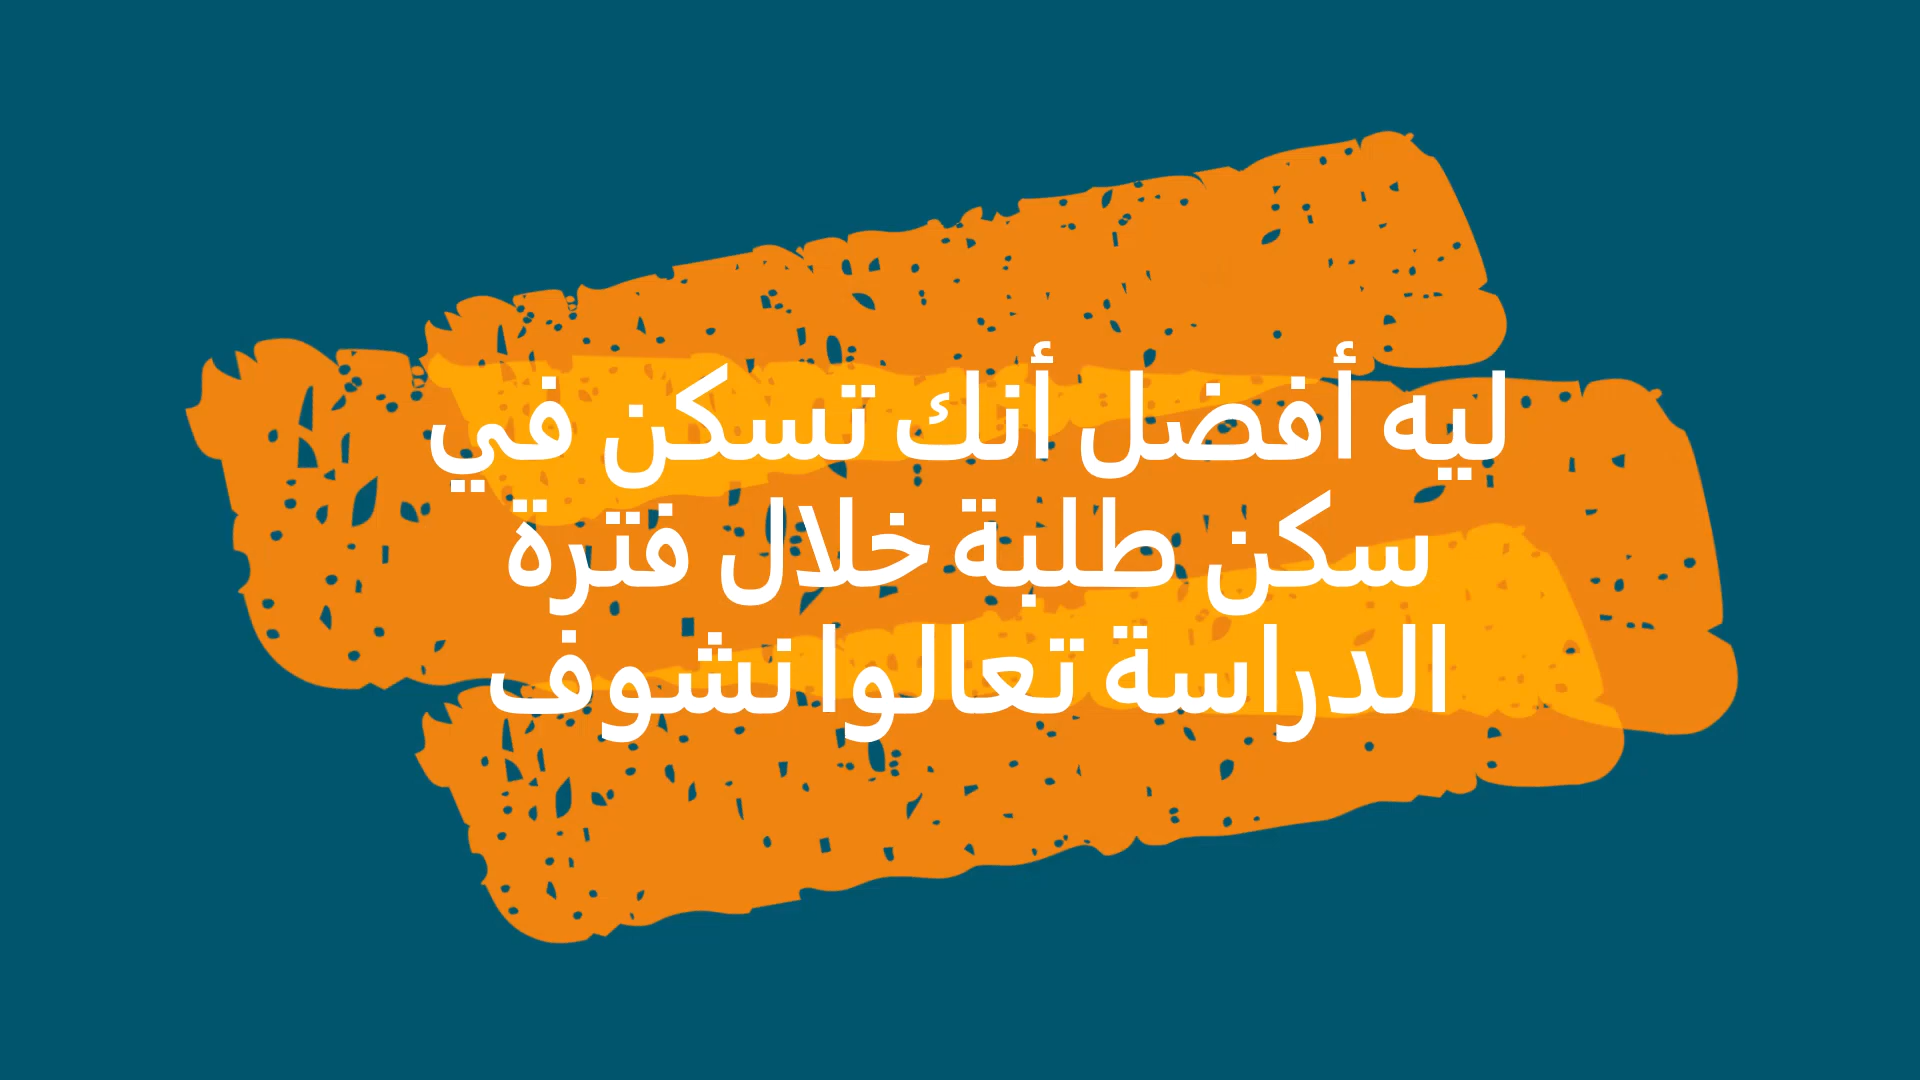 ليه أفضل أنك تسكن في
سكن طلبة خلال فترة
الدراسة تعالوا نشوف